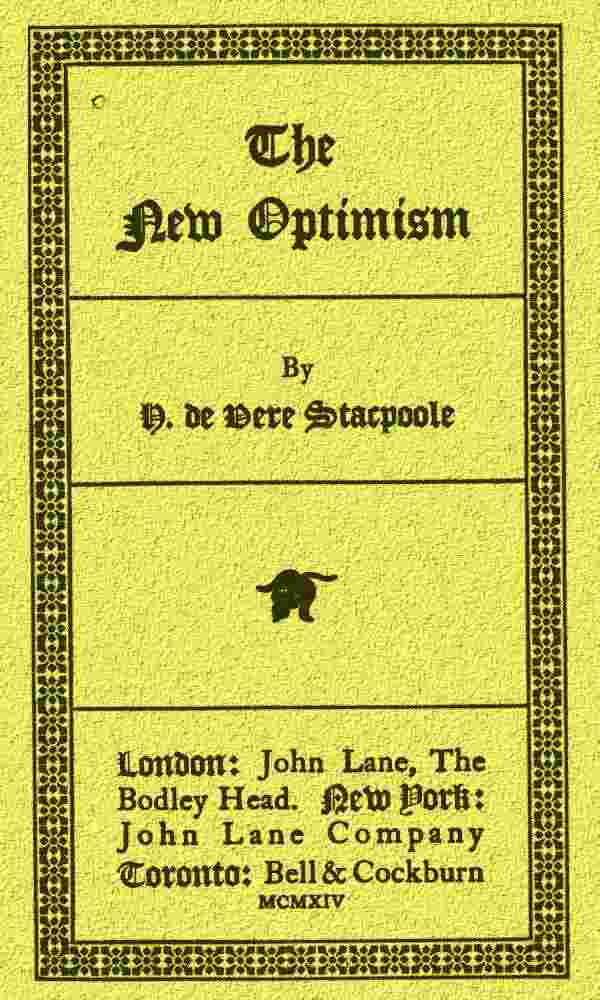 The
New Optimism
By
H. de Vere Stacpoole
London: John Lane, The
Bodley Head. New York:
John Lane Company
Toronto: Bell & Cockburn
MCMXIV